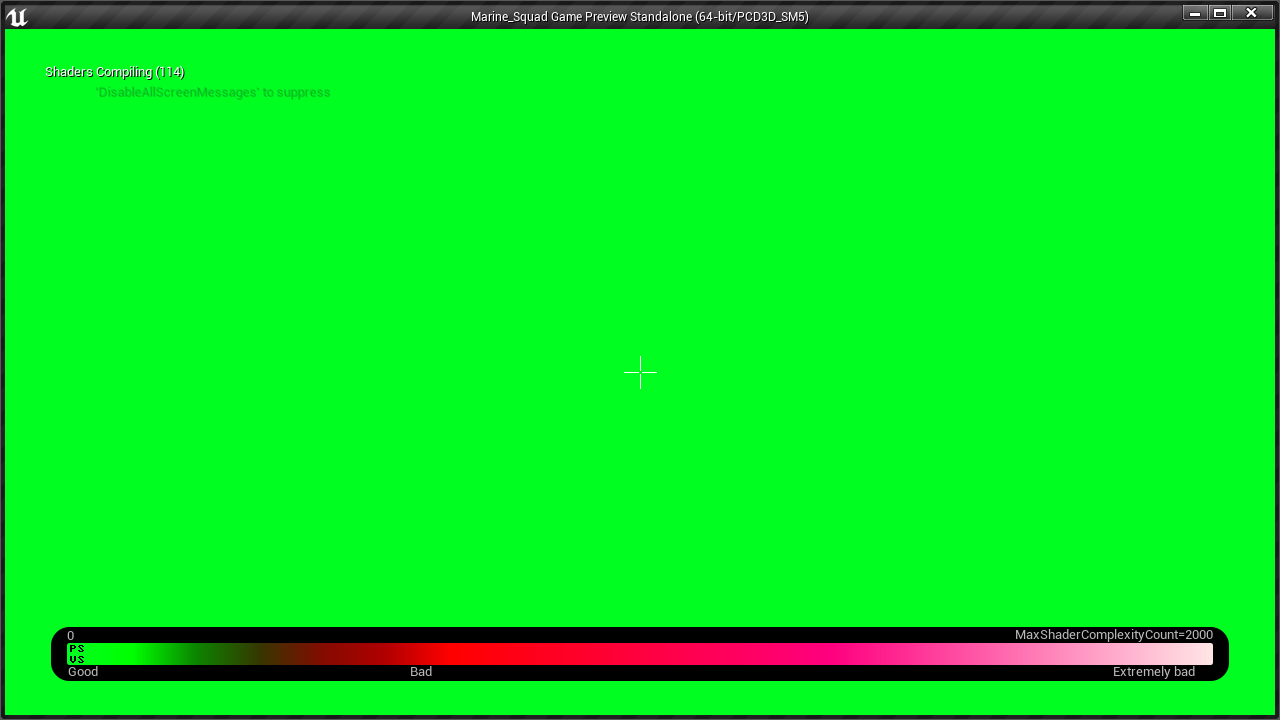 Marine_Squad Game Preview Standalone (64-bit/PCD3D_SM5)
Shaders Compiling (114)
'DisableAllScreenMessages' to suppress
0 MaxShaderComplexityCount=2000
PS
VS
Good Bad Extremely bad